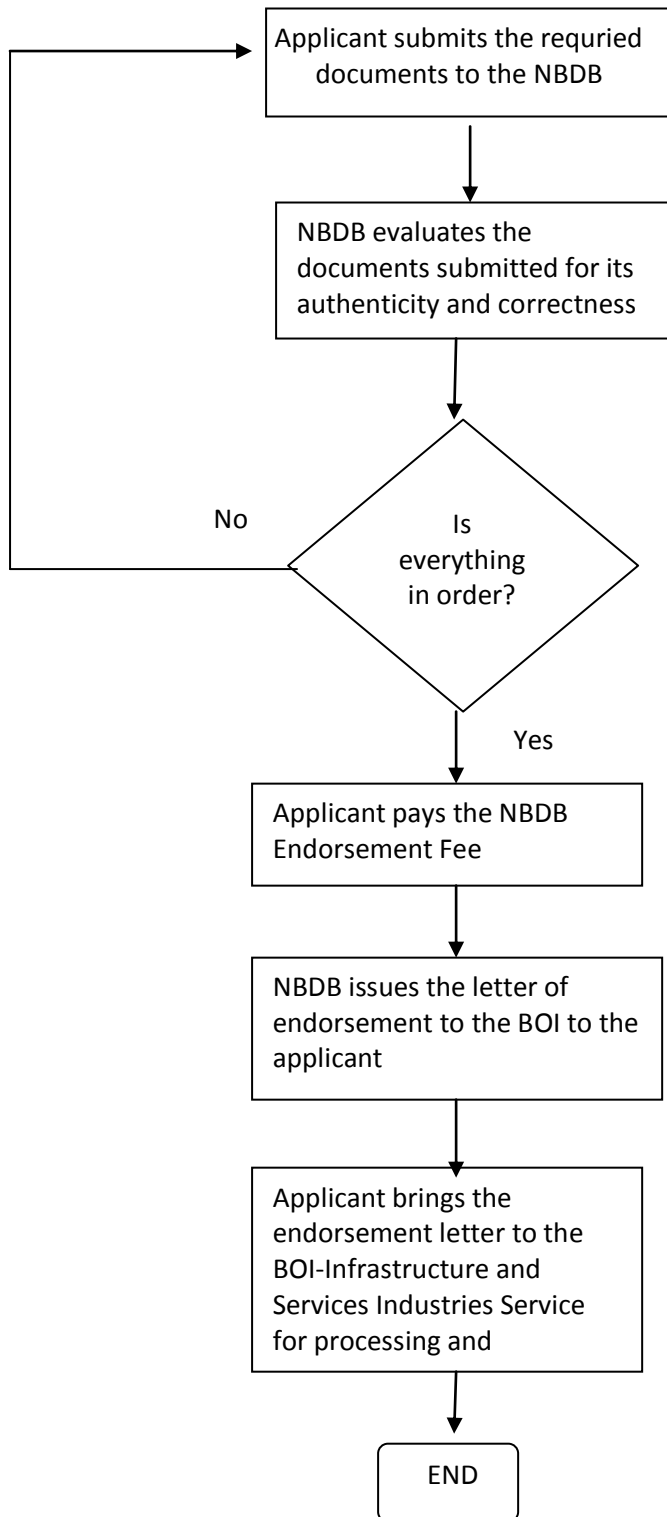 Applicant submits the requried
documents to the NBDB
NBDB evaluates the
documents submitted for its
authenticity and correctness
Is
everything
in order?
No
Yes
Applicant pays the NBDB
Endorsement Fee
NBDB issues the letter of
endorsement to the BOI to the
applicant
Applicant brings the
endorsement letter to the
BOI-Infrastructure and
Services Industries Service
for processing and
END